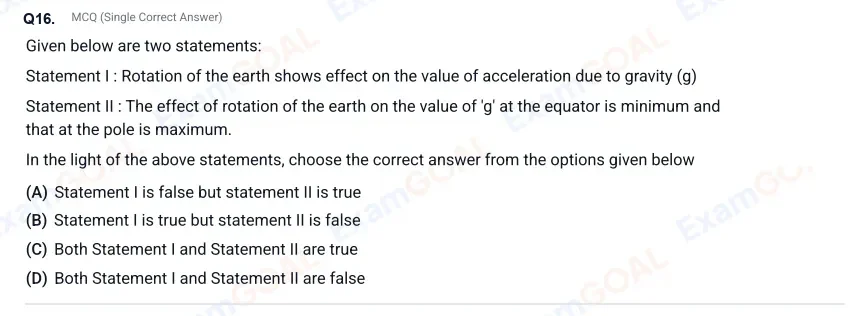 Q16. MCQ (Single Correct Answer)
Given below are two statements:
Statement I : Rotation of the earth shows effect on the value of acceleration due to gravity (g)
Statement II : The effect of rotation of the earth on the value of 'g' at the equator is minimum and
that at the pole is maximum.
In the light of the above statements, choose the correct answer from the options given below
(A) Statement I is false but statement II is true
(B) Statement I is true but statement II is false
(C) Both Statement I and Statement II are true
(D) Both Statement I and Statement II are false
ExamGOAL